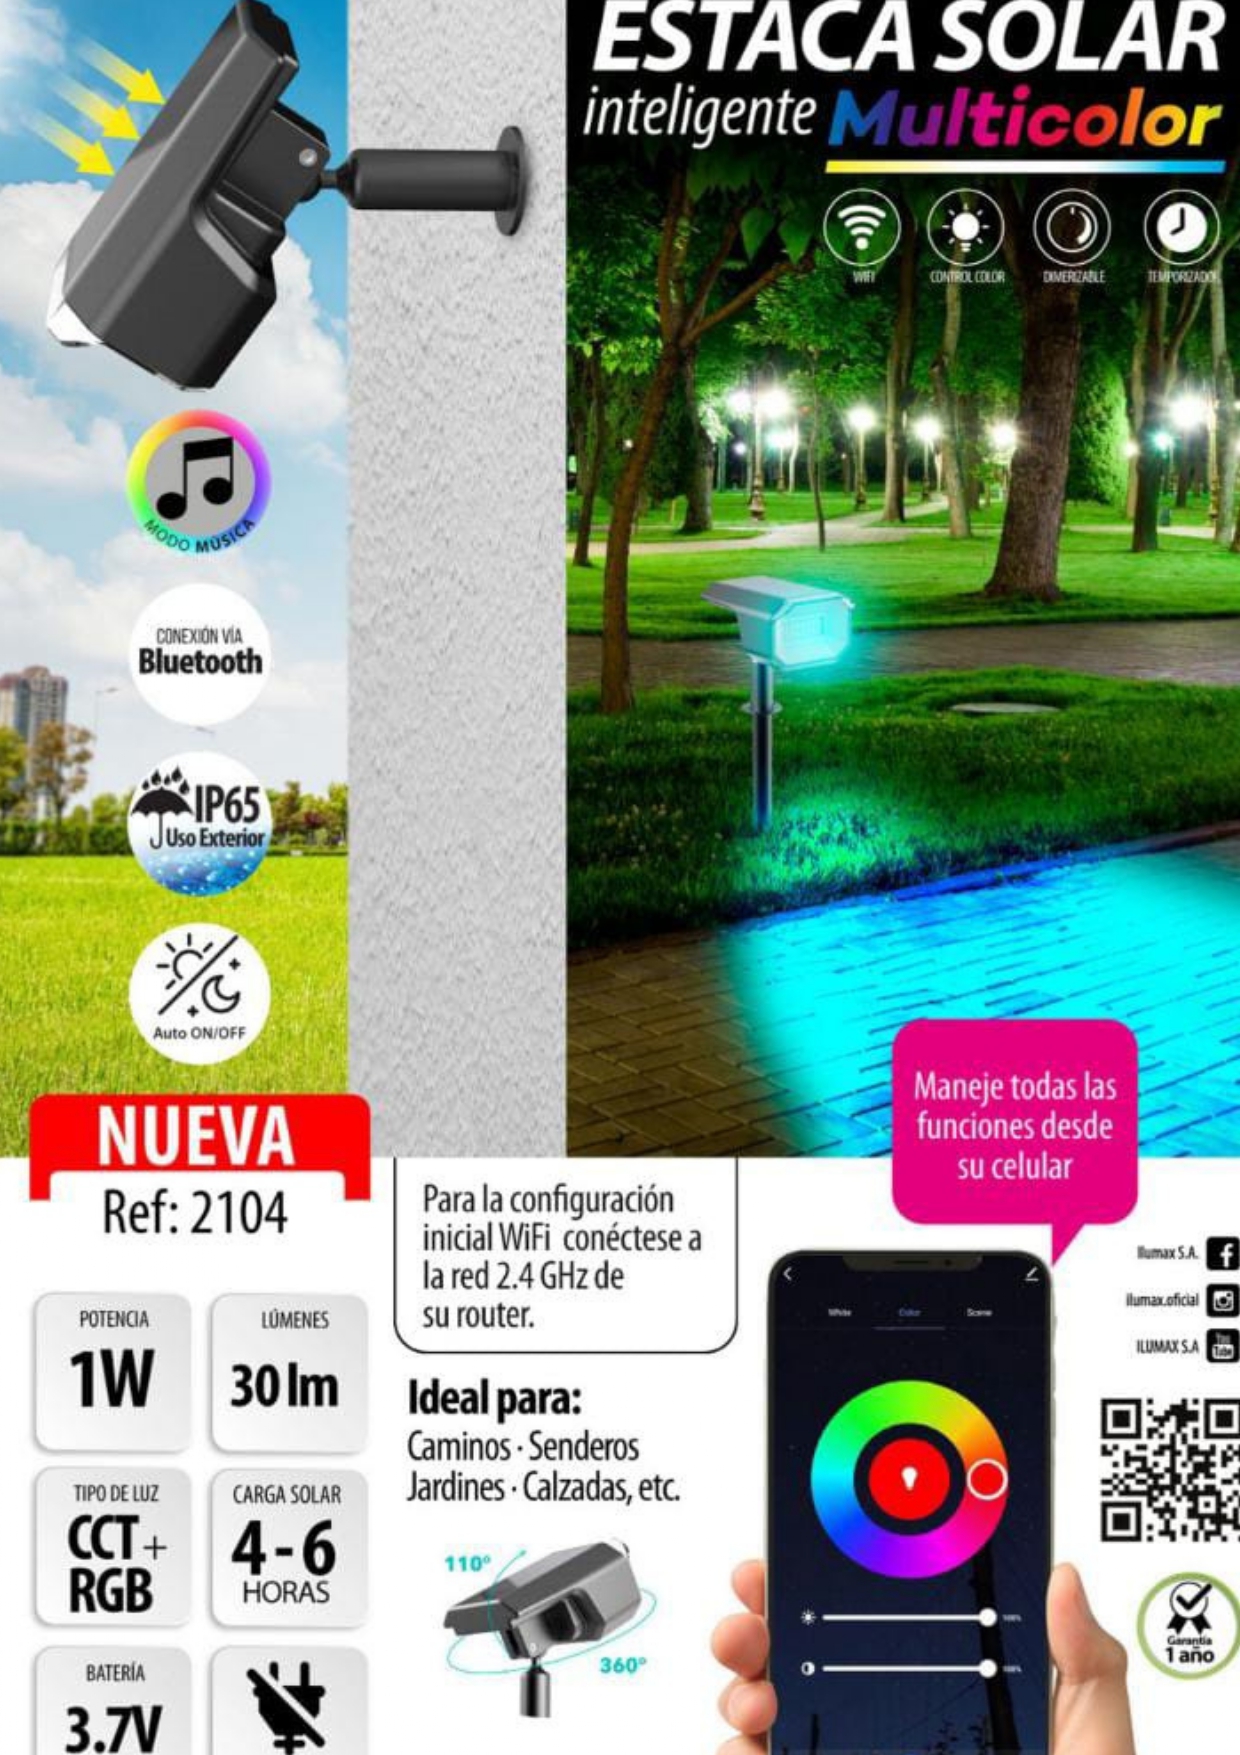 ESTACA SOLAR
inteligente Multicolor
WIFI
CONTROL COLOR
DIMERIZABLE
TEMPORIZADOR
MODO MÚSICA
CONEXIÓN VÍA
Bluetooth
IP65
Uso Exterior
Auto ON/OFF
Maneje todas las
funciones desde
su celular
NUEVA
Ref: 2104
Para la configuración
inicial WiFi conéctese a
la red 2.4 GHz de
su router.
Ilumax S.A.
ilumax.oficial
ILUMAX S.A
You
Tube
POTENCIA
1W
LÚMENES
30 lm
TIPO DE LUZ
CCT+
RGB
CARGA SOLAR
4-6
HORAS
BATERÍA
3.7V
Ideal para:
Caminos · Senderos
Jardines · Calzadas, etc.
110°
360°
White
Color
Scene
100%
100%
Garantía
1 año